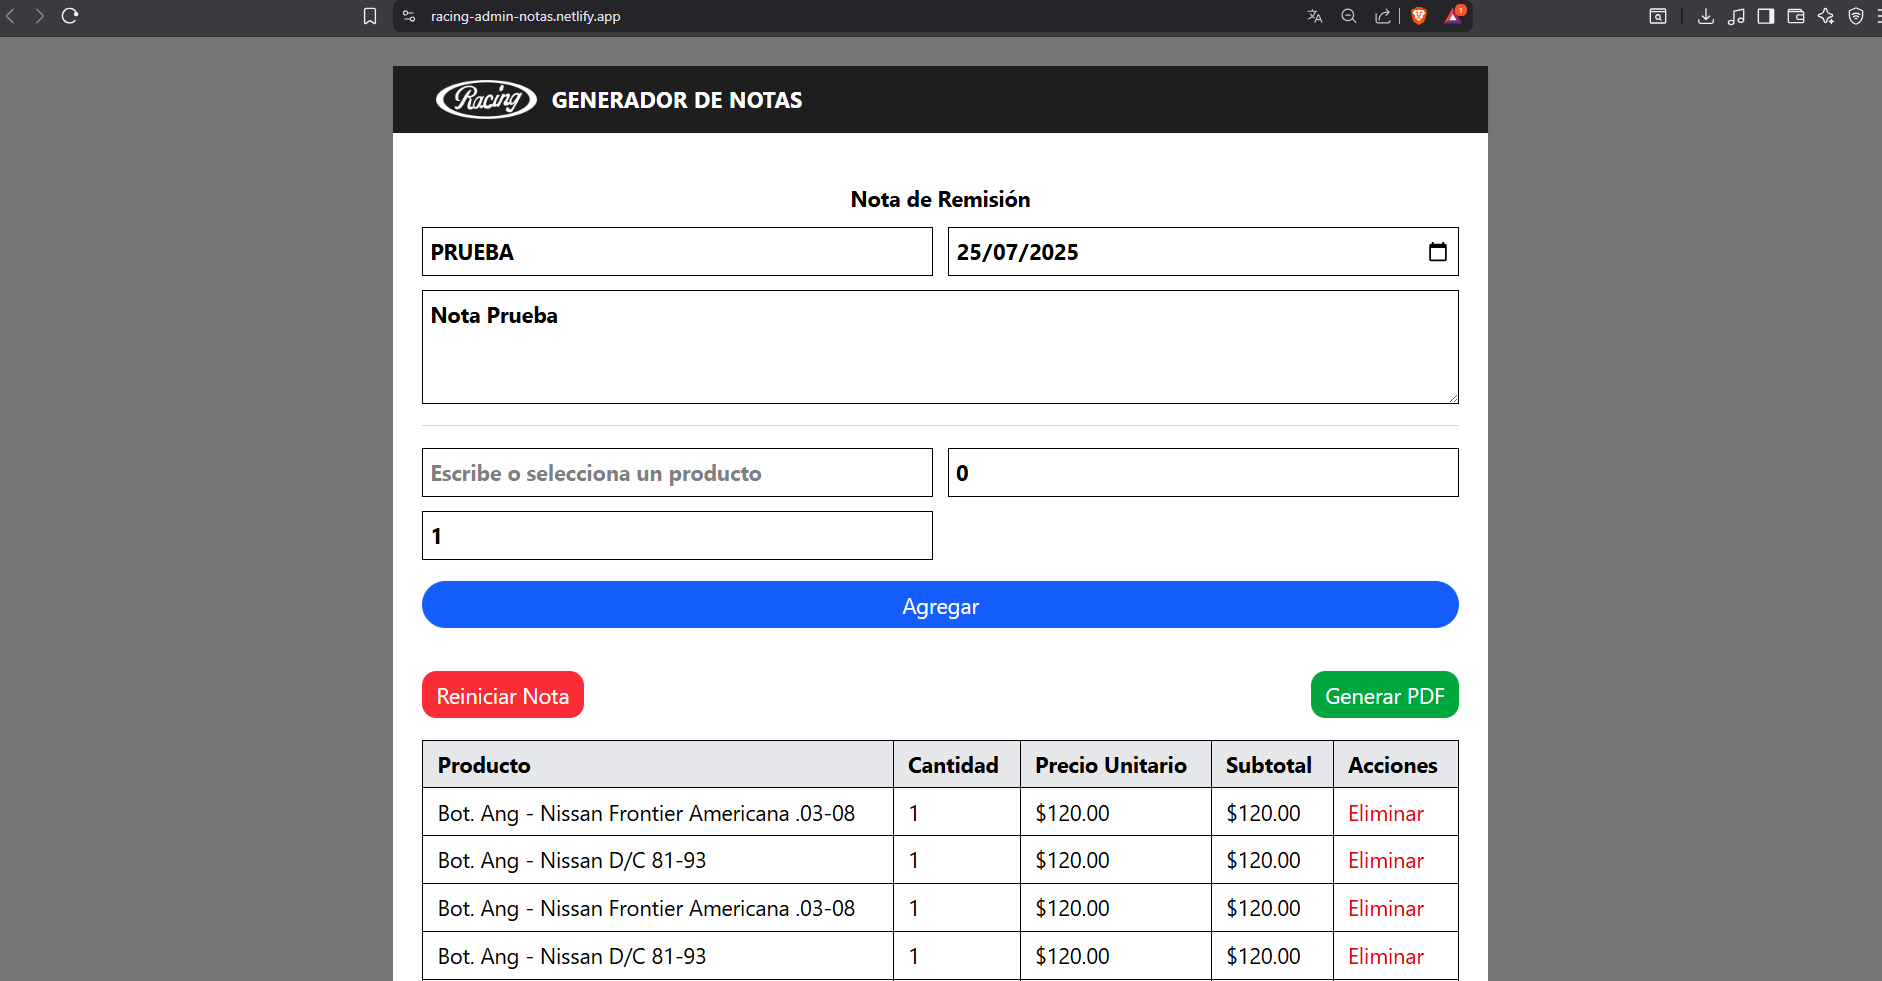 racing-admin-notas.netlify.app
1
Racing GENERADOR DE NOTAS
Nota de Remisión
PRUEBA 25/07/2025
Nota Prueba
Escribe o selecciona un producto 0
1
Agregar
Reiniciar Nota Generar PDF
Producto Cantidad Precio Unitario Subtotal Acciones
Bot. Ang - Nissan Frontier Americana .03-08 1 $120.00 $120.00 Eliminar
Bot. Ang - Nissan D/C 81-93 1 $120.00 $120.00 Eliminar
Bot. Ang - Nissan Frontier Americana .03-08 1 $120.00 $120.00 Eliminar
Bot. Ang - Nissan D/C 81-93 1 $120.00 $120.00 Eliminar